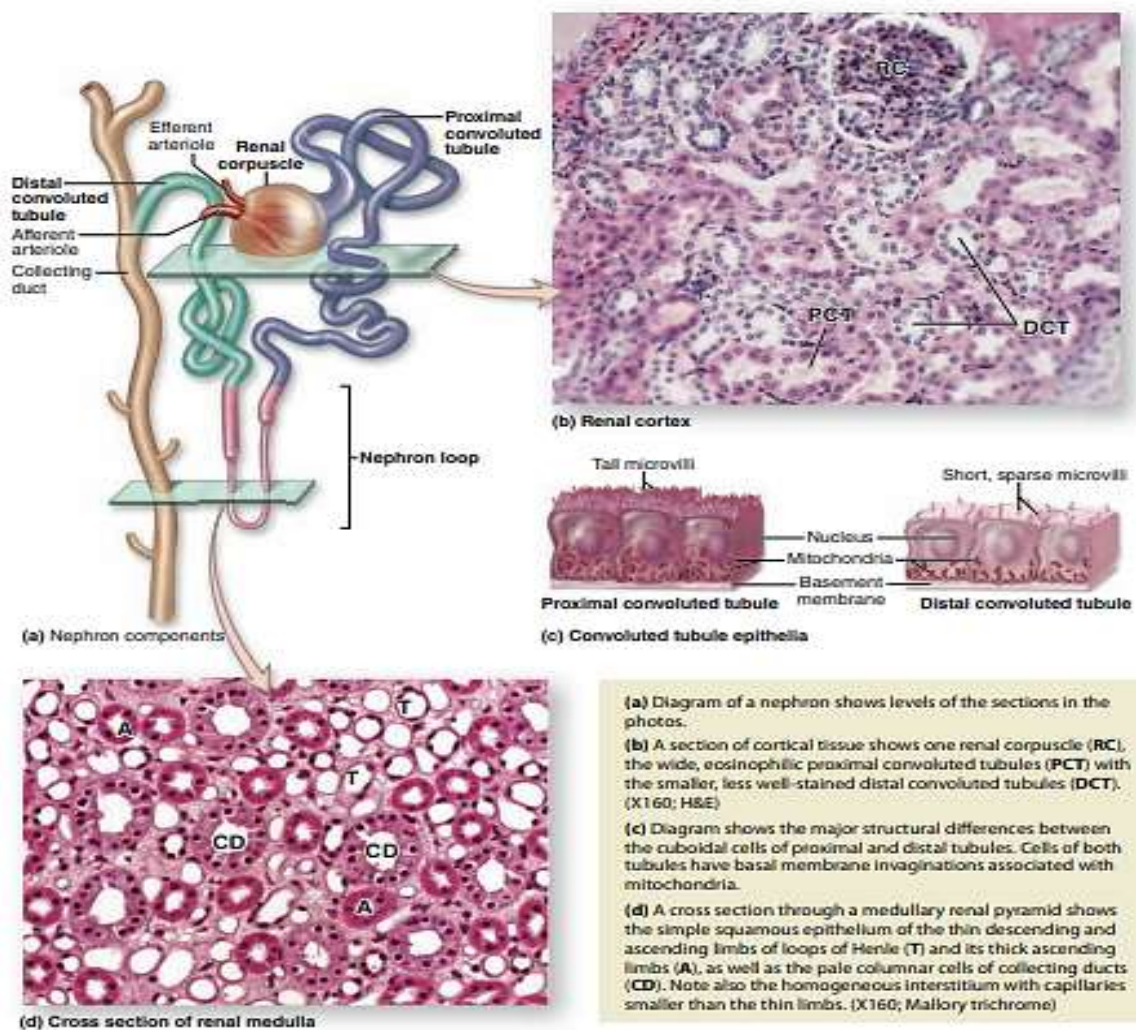 Efferent
arteriole
Renal
corpuscle
Proximal
convoluted
tubule
Distal
convoluted
tubule
Afferent
arteriole
Collecting
duct
Nephron loop
(a) Nephron components
RC
PCT
DCT
(b) Renal cortex
Tall microvilli
Short, sparse microvilli
Nucleus
Mitochondria
Basement
membrane
Proximal convoluted tubule
Distal convoluted tubule
(c) Convoluted tubule epithelia
A
T
T
CD
CD
A
(d) Cross section of renal medulla
(a) Diagram of a nephron shows levels of the sections in the
photos.
(b) A section of cortical tissue shows one renal corpuscle (RC),
the wide, eosinophilic proximal convoluted tubules (PCT) with
the smaller, less well-stained distal convoluted tubules (DCT).
(X160; H&E)
(c) Diagram shows the major structural differences between
the cuboidal cells of proximal and distal tubules. Cells of both
tubules have basal membrane invaginations associated with
mitochondria.
(d) A cross section through a medullary renal pyramid shows
the simple squamous epithelium of the thin descending and
ascending limbs of loops of Henle (T) and its thick ascending
limbs (A), as well as the pale columnar cells of collecting ducts
(CD). Note also the homogeneous interstitium with capillaries
smaller than the thin limbs. (X160; Mallory trichrome)